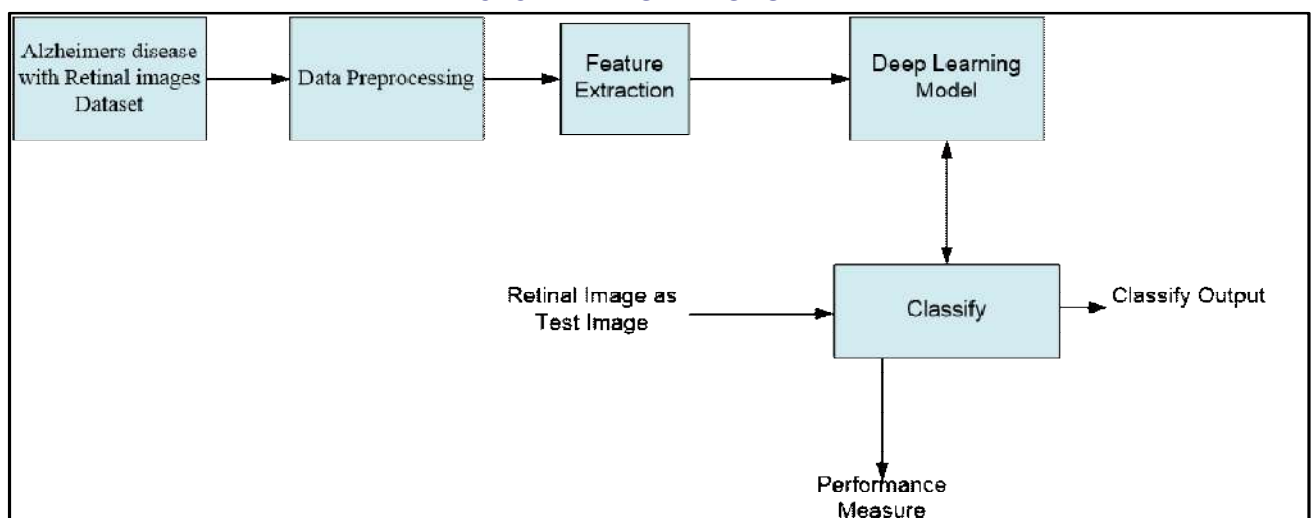 Alzheimers disease
with Retinal images
Dataset
Data Preprocessing
Feature
Extraction
Deep Learning
Model
Retinal Image as
Test Image
Classify
Classify Output
Performance
Measure